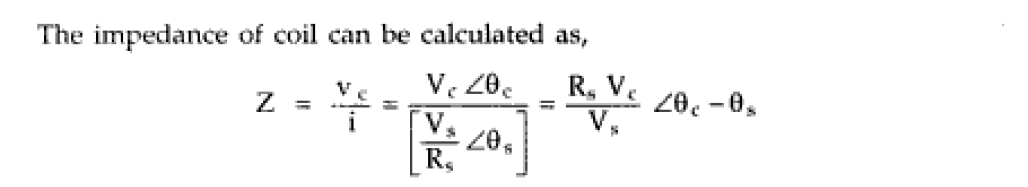 The impedance of coil can be calculated as,
Z = v_c / i = V_c ∠θ_c / [V_s / R_s ∠θ_s] = R_s V_c / V_s ∠θ_c − θ_s